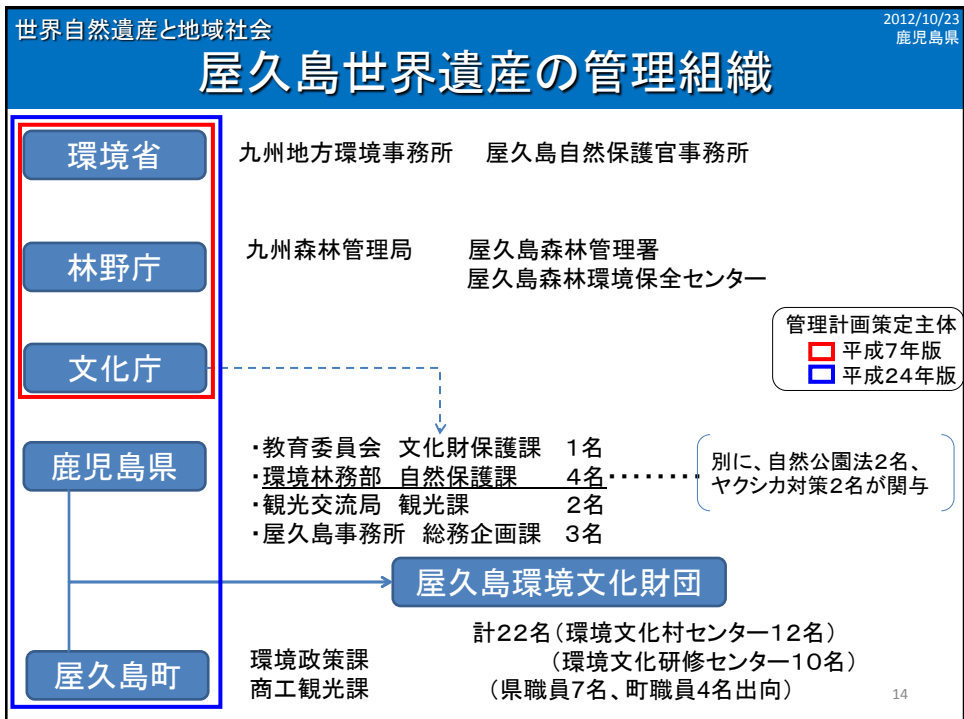 世界自然遺産と地域社会
2012/10/23
鹿児島県
屋久島世界遺産の管理組織
環境省
九州地方環境事務所 屋久島自然保護官事務所
林野庁
九州森林管理局 屋久島森林管理署
屋久島森林環境保全センター
管理計画策定主体
平成7年版
平成24年版
文化庁
鹿児島県
・教育委員会 文化財保護課 1名
・環境林務部 自然保護課 4名・・・・・・・
・観光交流局 観光課 2名
・屋久島事務所 総務企画課 3名
別に、自然公園法2名、
ヤクシカ対策2名が関与
屋久島環境文化財団
計22名(環境文化村センター12名)
(環境文化研修センター10名)
(県職員7名、町職員4名出向)
屋久島町
環境政策課
商工観光課
14